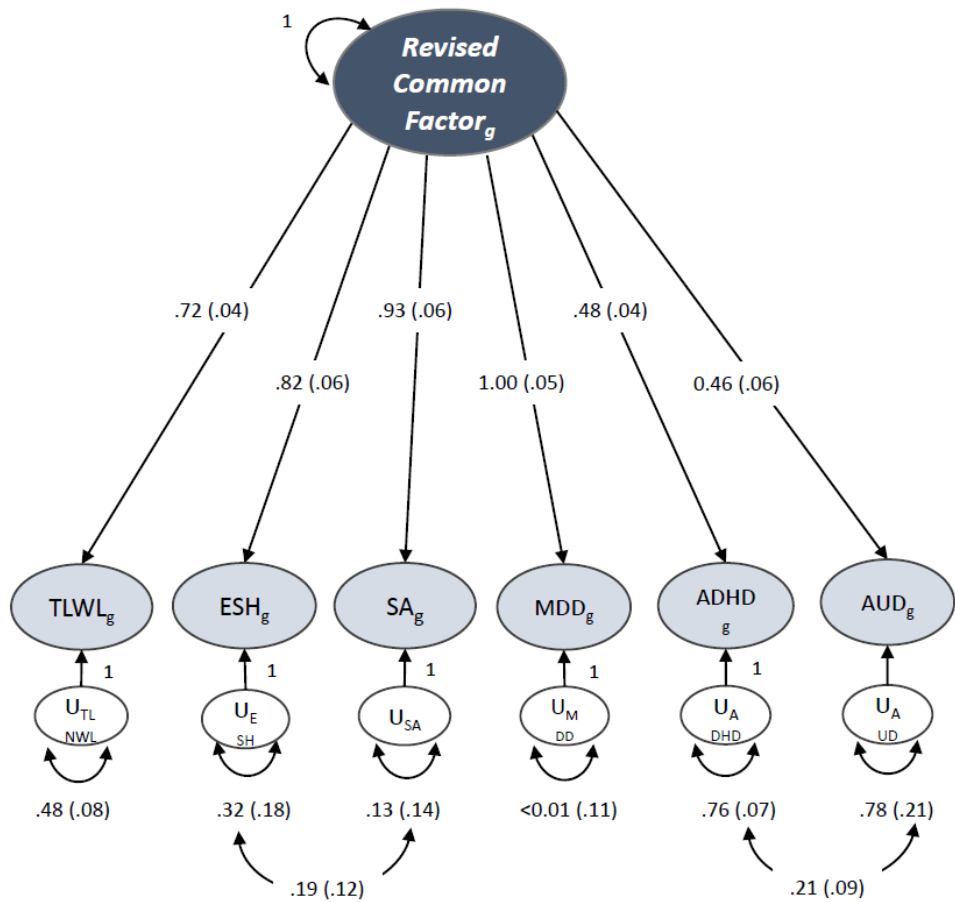 1
Revised
Common
Factorg
.72 (.04)
.93 (.06)
.48 (.04)
.82 (.06)
1.00 (.05)
0.46 (.06)
TLWLg
ESHg
SAg
MDDg
ADHD
g
AUDg
1
1
1
1
1
UTL
NWL
UE
SH
USA
UM
DD
UA
DHD
UA
UD
.48 (.08)
.32 (.18)
.13 (.14)
<0.01 (.11)
.76 (.07)
.78 (.21)
.19 (.12)
.21 (.09)